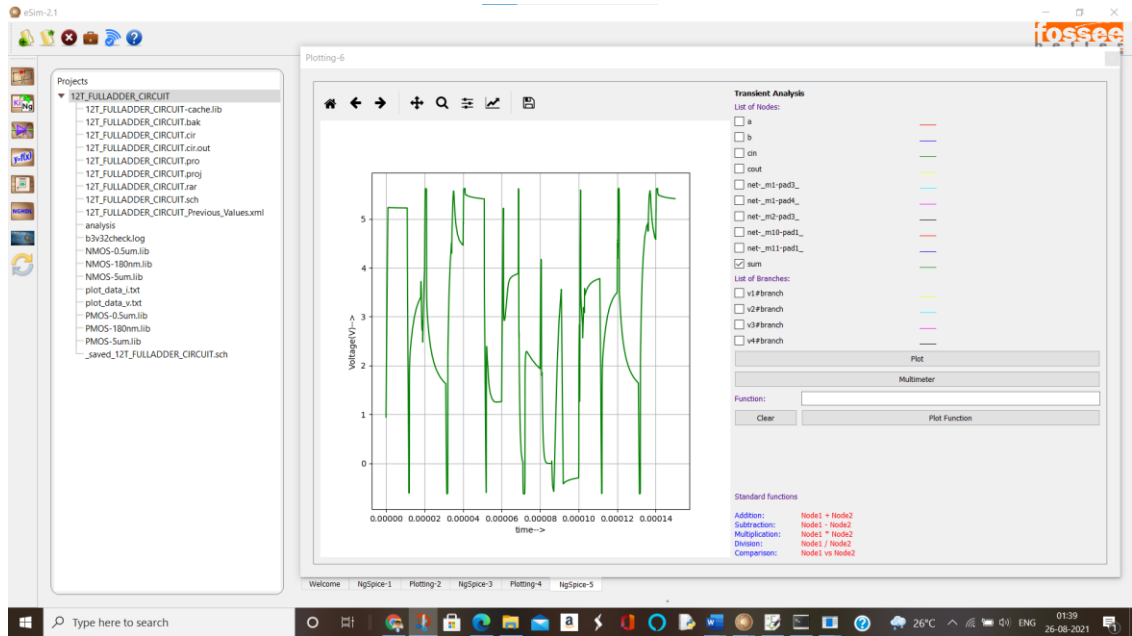 eSim-2.1
fossee
Plotting-6
Projects
12T_FULLADDER_CIRCUIT
12T_FULLADDER_CIRCUIT-cache.lib
12T_FULLADDER_CIRCUIT.bak
12T_FULLADDER_CIRCUIT.cir
12T_FULLADDER_CIRCUIT.cir.out
12T_FULLADDER_CIRCUIT.pro
12T_FULLADDER_CIRCUIT.proj
12T_FULLADDER_CIRCUIT.rar
12T_FULLADDER_CIRCUIT.sch
12T_FULLADDER_CIRCUIT_Previous_Values.xml
analysis
b3v32check.log
NMOS-0.5um.lib
NMOS-180nm.lib
NMOS-5um.lib
plot_data_i.txt
plot_data_v.txt
PMOS-0.5um.lib
PMOS-180nm.lib
PMOS-5um.lib
_saved_12T_FULLADDER_CIRCUIT.sch
Ki Ng
y=f(x)
NGHDL
Voltage(V)-->
5
4
3
2
1
0
0.00000 0.00002 0.00004 0.00006 0.00008 0.00010 0.00012 0.00014
time-->
Transient Analysis
List of Nodes:
a
b
cin
cout
net-_m1-pad3_
net-_m1-pad4_
net-_m2-pad3_
net-_m10-pad1_
net-_m11-pad1_
sum
List of Branches:
v1#branch
v2#branch
v3#branch
v4#branch
Plot
Multimeter
Function:
Clear Plot Function
Standard functions
Addition: Node1 + Node2
Subtraction: Node1 - Node2
Multiplication: Node1 * Node2
Division: Node1 / Node2
Comparison: Node1 vs Node2
Welcome NgSpice-1 Plotting-2 NgSpice-3 Plotting-4 NgSpice-5
Type here to search
26°C ENG 01:39
26-08-2021